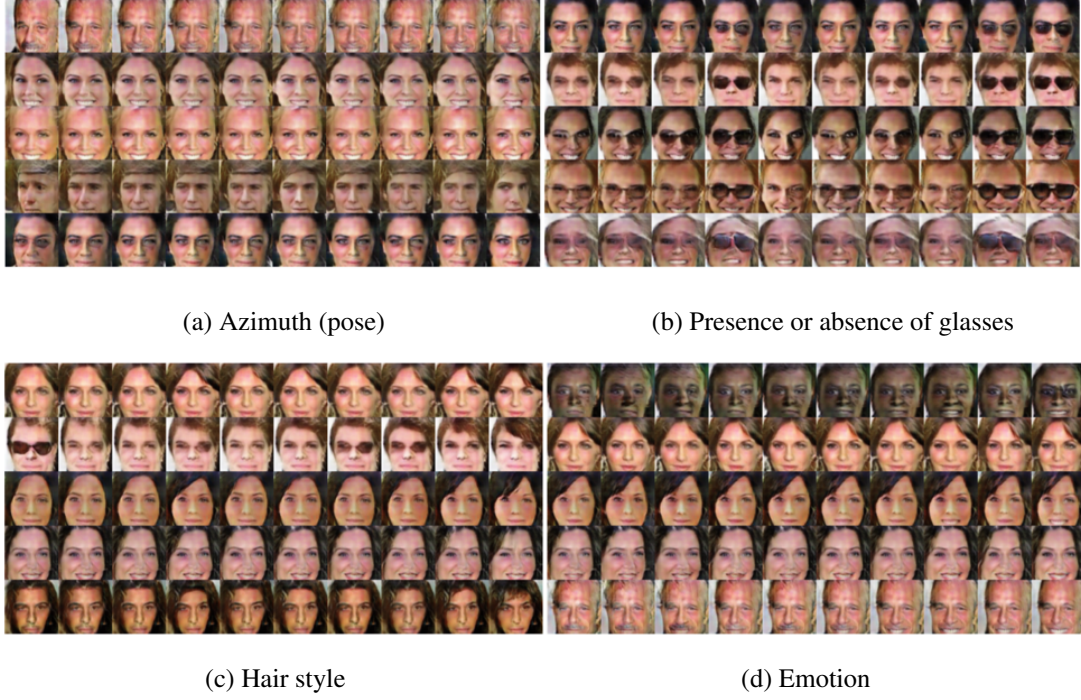 (a) Azimuth (pose)
(b) Presence or absence of glasses
(c) Hair style
(d) Emotion